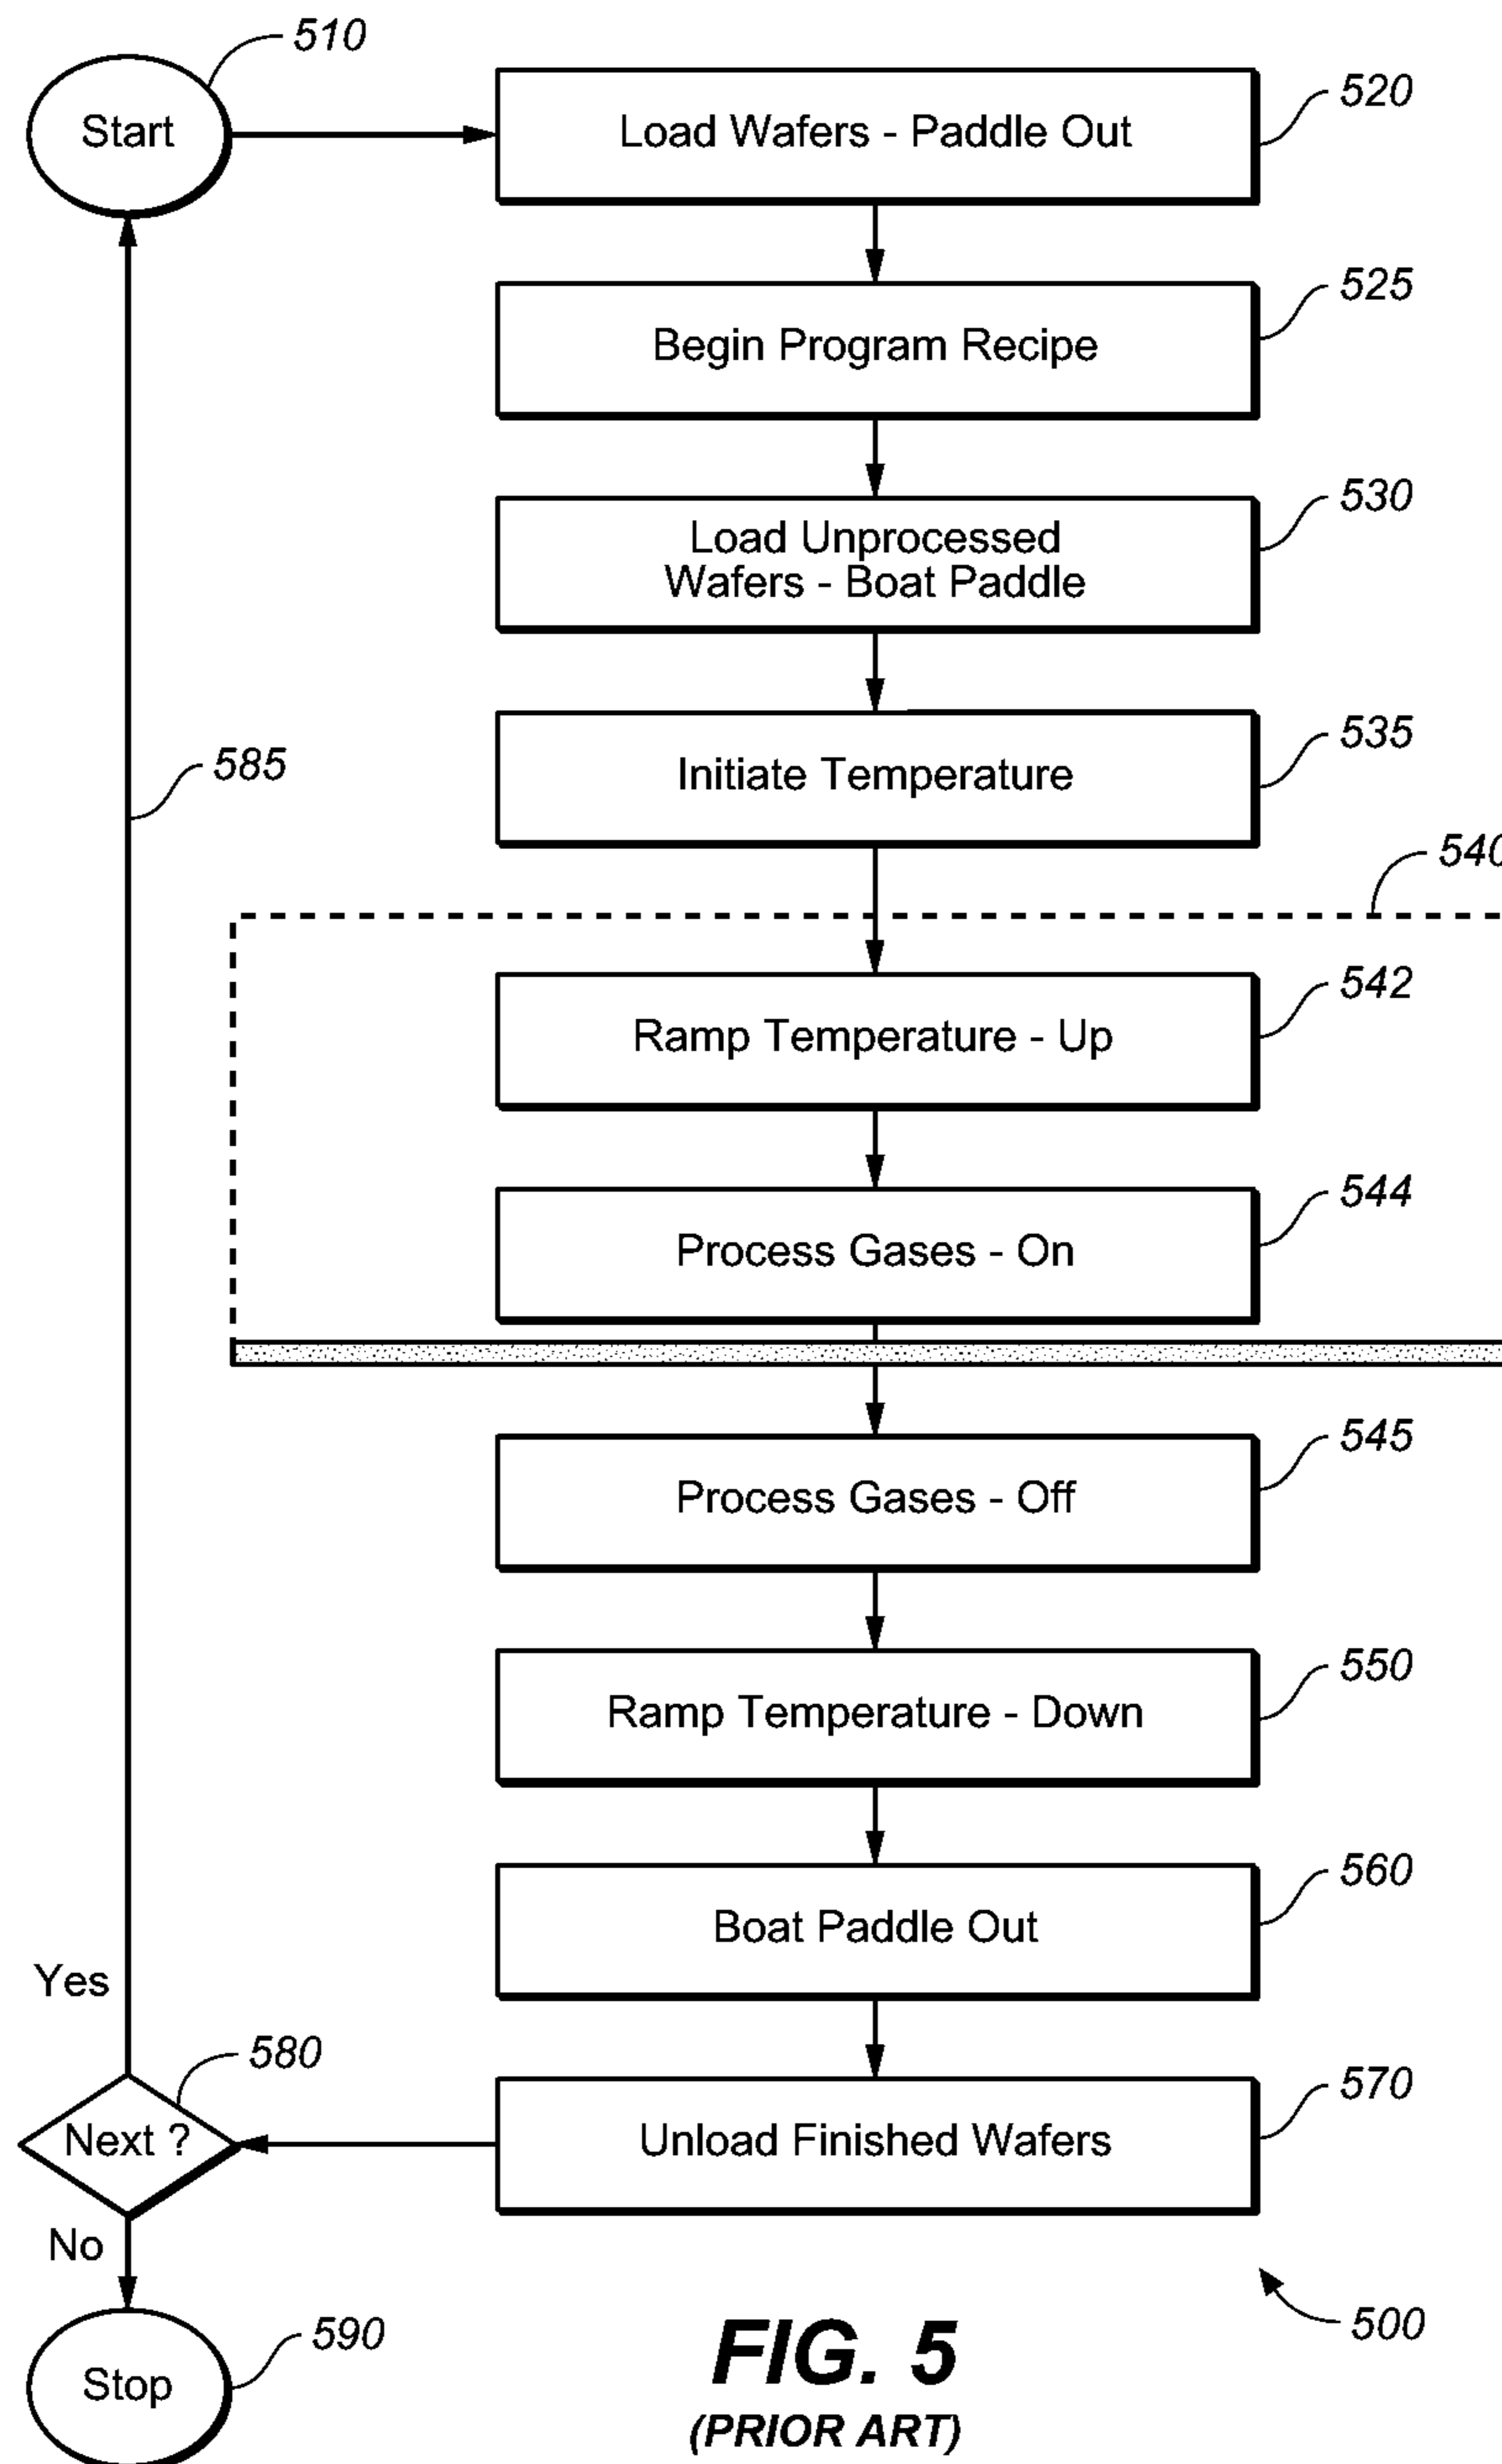 510
Start
Load Wafers - Paddle Out
520
Begin Program Recipe
525
Load Unprocessed
Wafers - Boat Paddle
530
Initiate Temperature
535
585
540
Ramp Temperature - Up
542
Process Gases - On
544
Process Gases - Off
545
Ramp Temperature - Down
550
Boat Paddle Out
560
Yes
580
Next ?
Unload Finished Wafers
570
No
Stop
590
500
FIG. 5
(PRIOR ART)